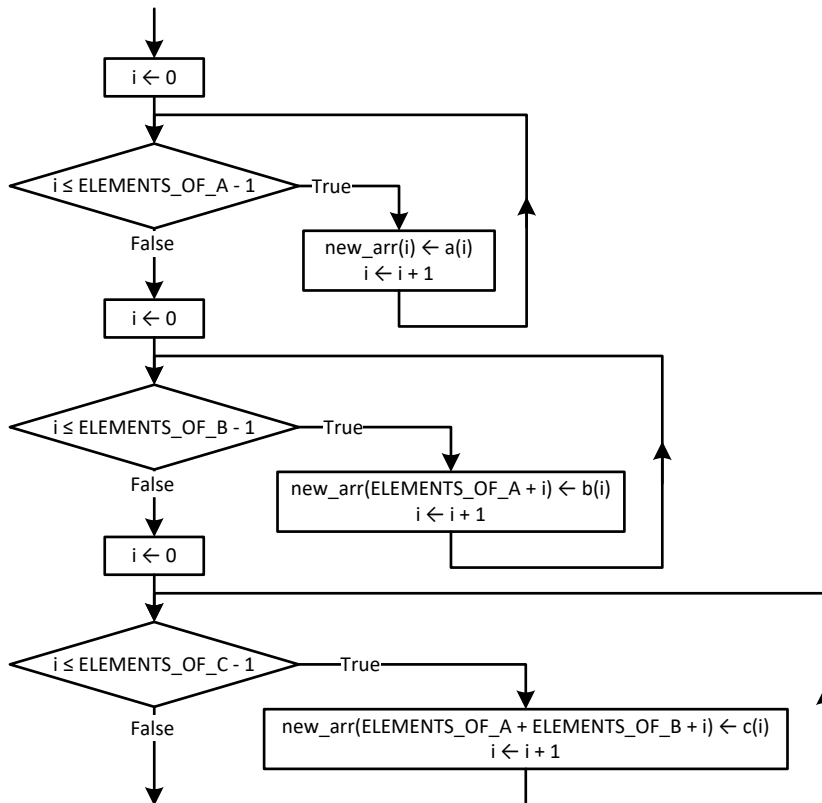 i ← 0
i ≤ ELEMENTS_OF_A - 1
True
False
new_arr(i) ← a(i)
i ← i + 1
i ← 0
i ≤ ELEMENTS_OF_B - 1
True
False
new_arr(ELEMENTS_OF_A + i) ← b(i)
i ← i + 1
i ← 0
i ≤ ELEMENTS_OF_C - 1
True
False
new_arr(ELEMENTS_OF_A + ELEMENTS_OF_B + i) ← c(i)
i ← i + 1